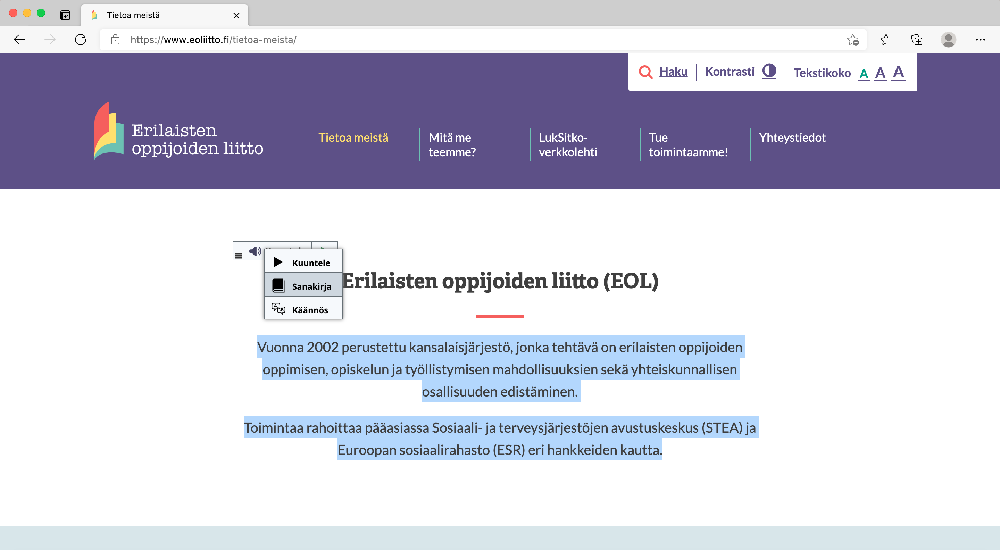 Tietoa meistä
https://www.eoliitto.fi/tietoa-meista/
Haku
Kontrasti
Tekstikoko A A A
Erilaisten
oppijoiden liitto
Tietoa meistä
Mitä me
teemme?
LukSitko-
verkkolehti
Tue
toimintaamme!
Yhteystiedot
Kuuntele
Sanakirja
Käännös
Erilaisten oppijoiden liitto (EOL)
Vuonna 2002 perustettu kansalaisjärjestö, jonka tehtävä on erilaisten oppijoiden
oppimisen, opiskelun ja työllistymisen mahdollisuuksien sekä yhteiskunnallisen
osallisuuden edistäminen.
Toimintaa rahoittaa pääasiassa Sosiaali- ja terveysjärjestöjen avustuskeskus (STEA) ja
Euroopan sosiaalirahasto (ESR) eri hankkeiden kautta.